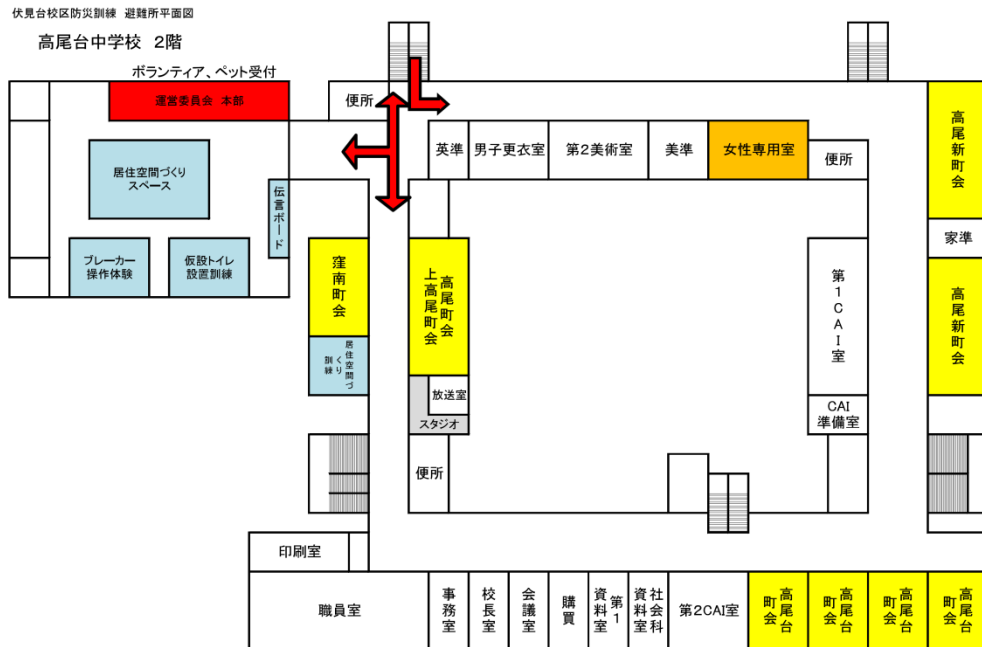 伏見台校区防災訓練 避難所平面図
高尾台中学校 2階
ボランティア、ペット受付
運営委員会 本部
便所
英準
男子更衣室
第2美術室
美準
女性専用室
便所
高尾新町会
居住空間づくり
スペース
伝言ボード
ブレーカー
操作体験
仮設トイレ
設置訓練
窪南町会
居住空間づ
くり
訓練
高尾町会
上高尾町会
放送室
スタジオ
便所
第1CAI室
CAI
準備室
家準
高尾新町会
印刷室
職員室
事務室
校長室
会議室
購買
第1
資料室
社会科
資料室
第2CAI室
高尾台
町会
高尾台
町会
高尾台
町会
高尾台
町会